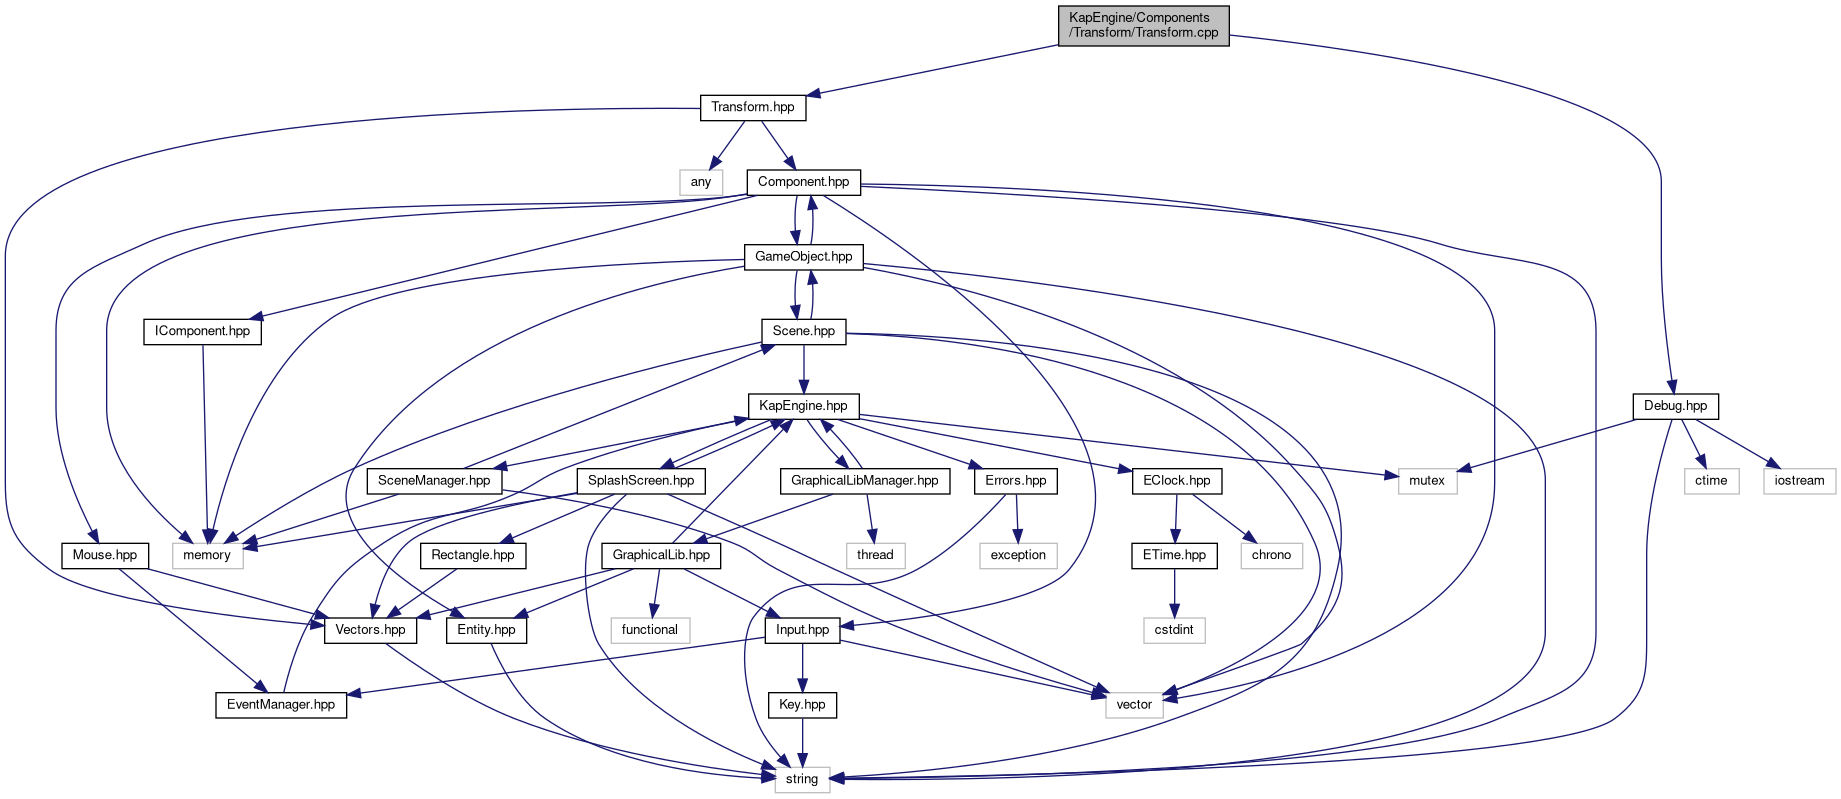 KapEngine/Components
/Transform/Transform.cpp
Transform.hpp
any
Component.hpp
GameObject.hpp
IComponent.hpp
Scene.hpp
KapEngine.hpp
Debug.hpp
SceneManager.hpp
SplashScreen.hpp
GraphicalLibManager.hpp
Errors.hpp
EClock.hpp
mutex
ctime
iostream
Mouse.hpp
memory
Rectangle.hpp
GraphicalLib.hpp
thread
exception
ETime.hpp
chrono
Vectors.hpp
Entity.hpp
functional
Input.hpp
cstdint
EventManager.hpp
Key.hpp
vector
string